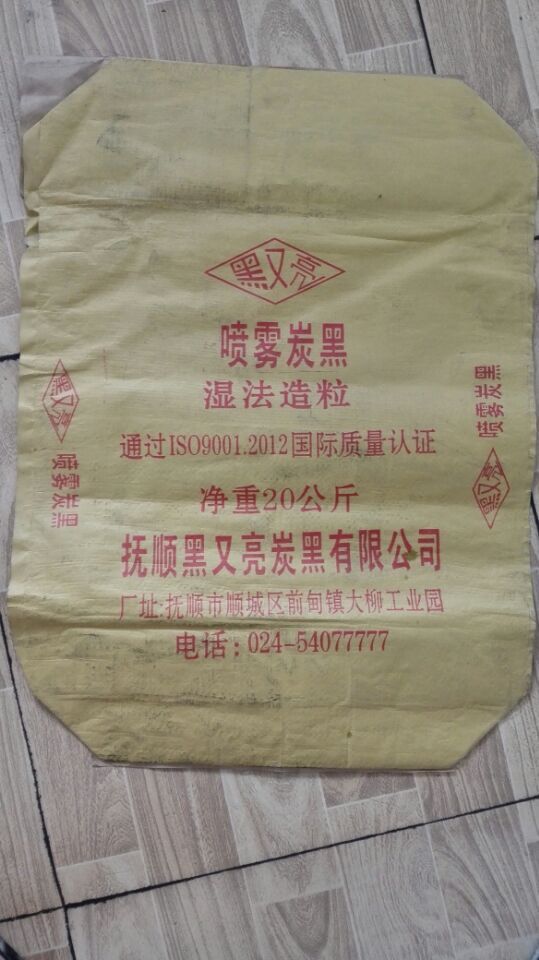 黑又亮
喷雾炭黑
湿法造粒
通过ISO9001.2012国际质量认证
净重20公斤
抚顺黑又亮炭黑有限公司
厂址:抚顺市顺城区前甸镇大柳工业园
电话:024-54077777
黑又亮
喷雾炭黑
喷雾炭黑
黑又亮